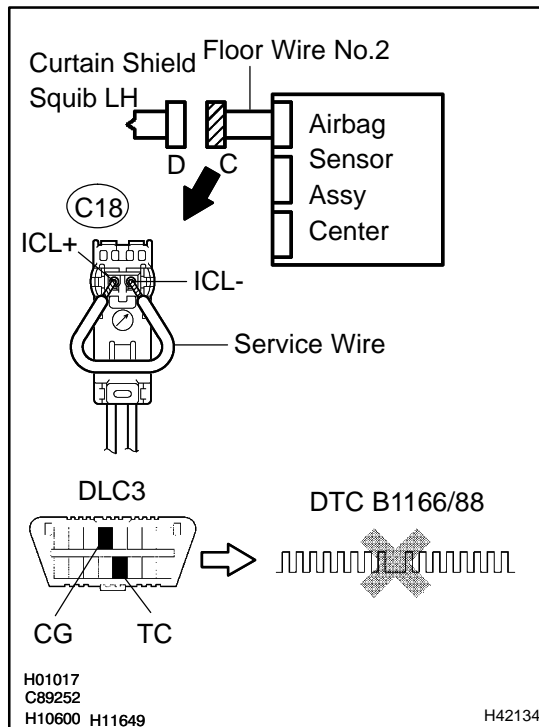 Curtain Shield
Squib LH
Floor Wire No.2
D
C
Airbag
Sensor
Assy
Center
C18
ICL+
ICL-
Service Wire
DLC3
DTC B1166/88
CG
TC
H01017
C89252
H10600 H11649
H42134